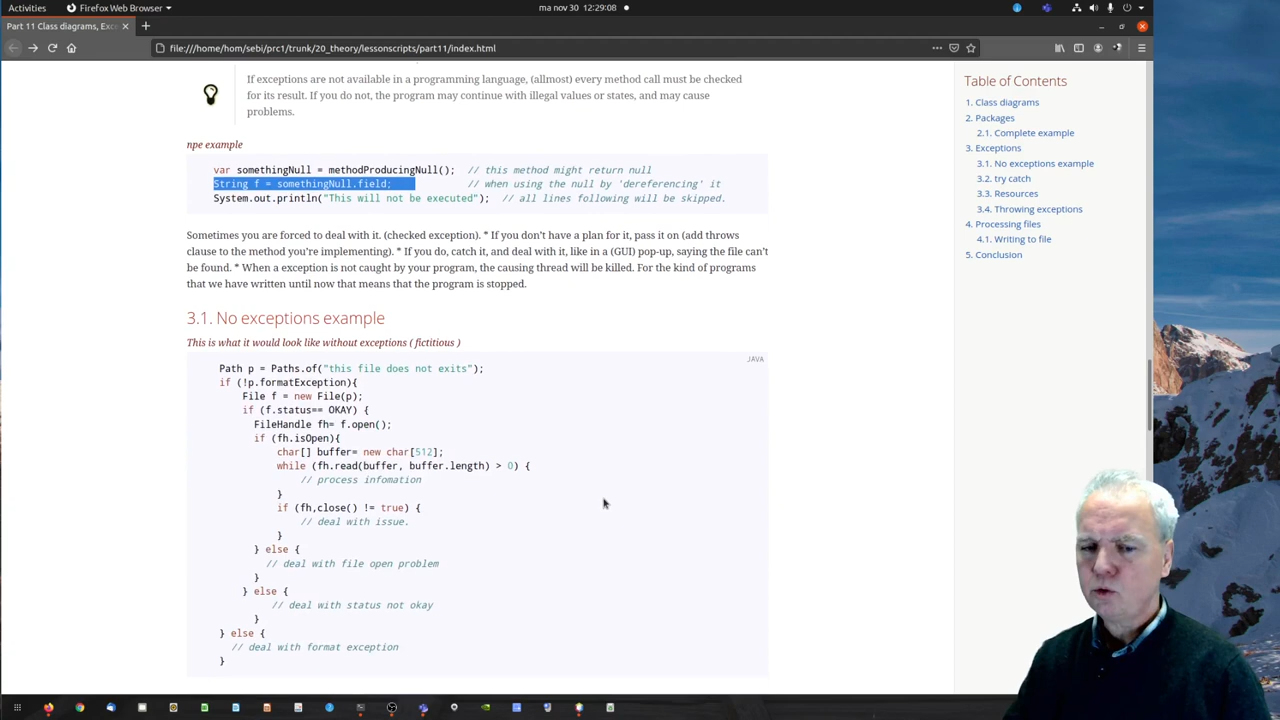 Activities
Firefox Web Browser
ma nov 30 12:29:08
Part 11 Class diagrams, Exc
file:///home/hom/sebi/prc1/trunk/20_theory/lessonscripts/part11/index.html
If exceptions are not available in a programming language, (allmost) every method call must be checked
for its result. If you do not, the program may continue with illegal values or states, and may cause
problems.
npe example
var somethingNull = methodProducingNull();  // this method might return null
String f = somethingNull.field;             // when using the null by 'dereferencing' it
System.out.println("This will not be executed");  // all lines following will be skipped.
Sometimes you are forced to deal with it. (checked exception). * If you don't have a plan for it, pass it on (add throws
clause to the method you're implementing). * If you do, catch it, and deal with it, like in a (GUI) pop-up, saying the file can't
be found. * When a exception is not caught by your program, the causing thread will be killed. For the kind of programs
that we have written until now that means that the program is stopped.
3.1. No exceptions example
This is what it would look like without exceptions ( fictitious )
JAVA
Path p = Paths.of("this file does not exits");
if (!p.formatException){
File f = new File(p);
if (f.status== OKAY) {
FileHandle fh= f.open();
if (fh.isOpen){
char[] buffer= new char[512];
while (fh.read(buffer, buffer.length) > 0) {
// process infomation
}
if (fh,close() != true) {
// deal with issue.
}
} else {
// deal with file open problem
}
} else {
// deal with status not okay
}
} else {
// deal with format exception
}
Table of Contents
1. Class diagrams
2. Packages
2.1. Complete example
3. Exceptions
3.1. No exceptions example
3.2. try catch
3.3. Resources
3.4. Throwing exceptions
4. Processing files
4.1. Writing to file
5. Conclusion